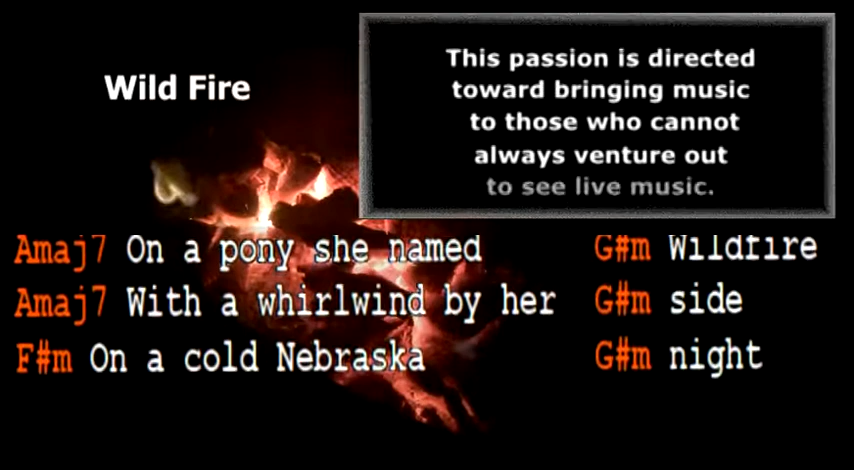 Wild Fire
This passion is directed
toward bringing music
to those who cannot
always venture out
to see live music.
Amaj7 On a pony she named G#m Wildfire
Amaj7 With a whirlwind by her G#m side
F#m On a cold Nebraska G#m night